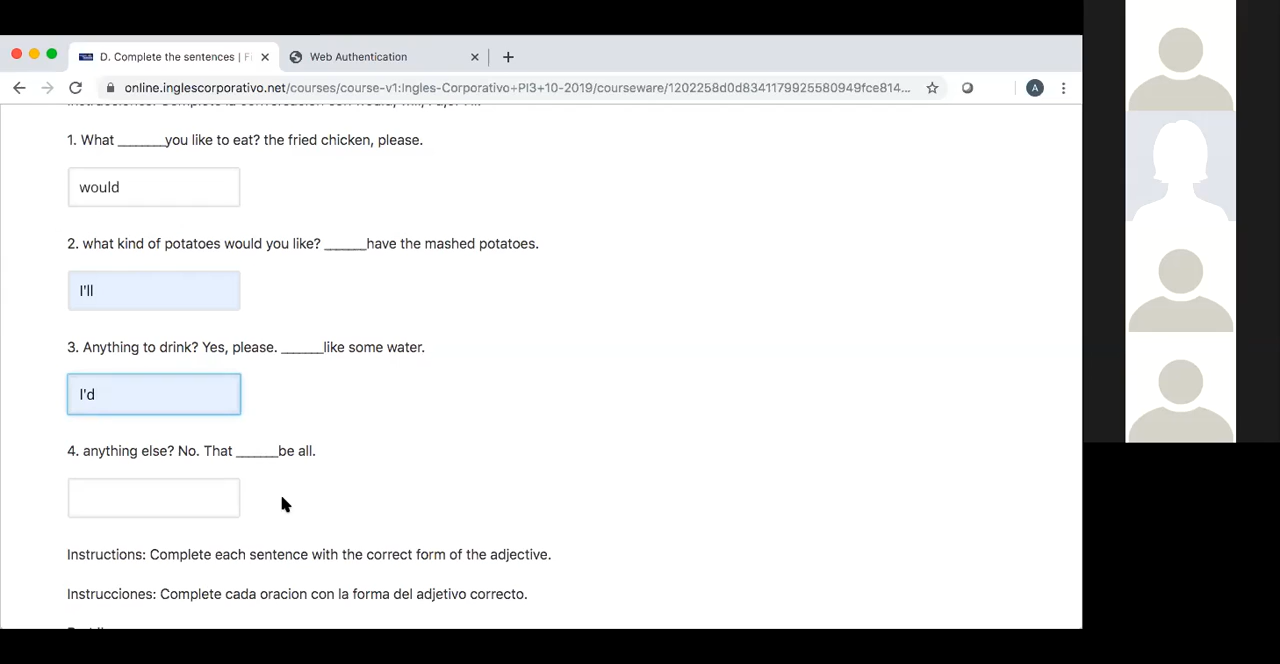 D. Complete the sentences | F
Web Authentication
online.inglescorporativo.net/courses/course-v1:Ingles-Corporativo+PI3+10-2019/courseware/1202258d0d8341179925580949fce814...
A
1. What _______you like to eat? the fried chicken, please.
would
2. what kind of potatoes would you like? ______have the mashed potatoes.
I'll
3. Anything to drink? Yes, please. ______like some water.
I'd
4. anything else? No. That ______be all.
Instructions: Complete each sentence with the correct form of the adjective.
Instrucciones: Complete cada oracion con la forma del adjetivo correcto.